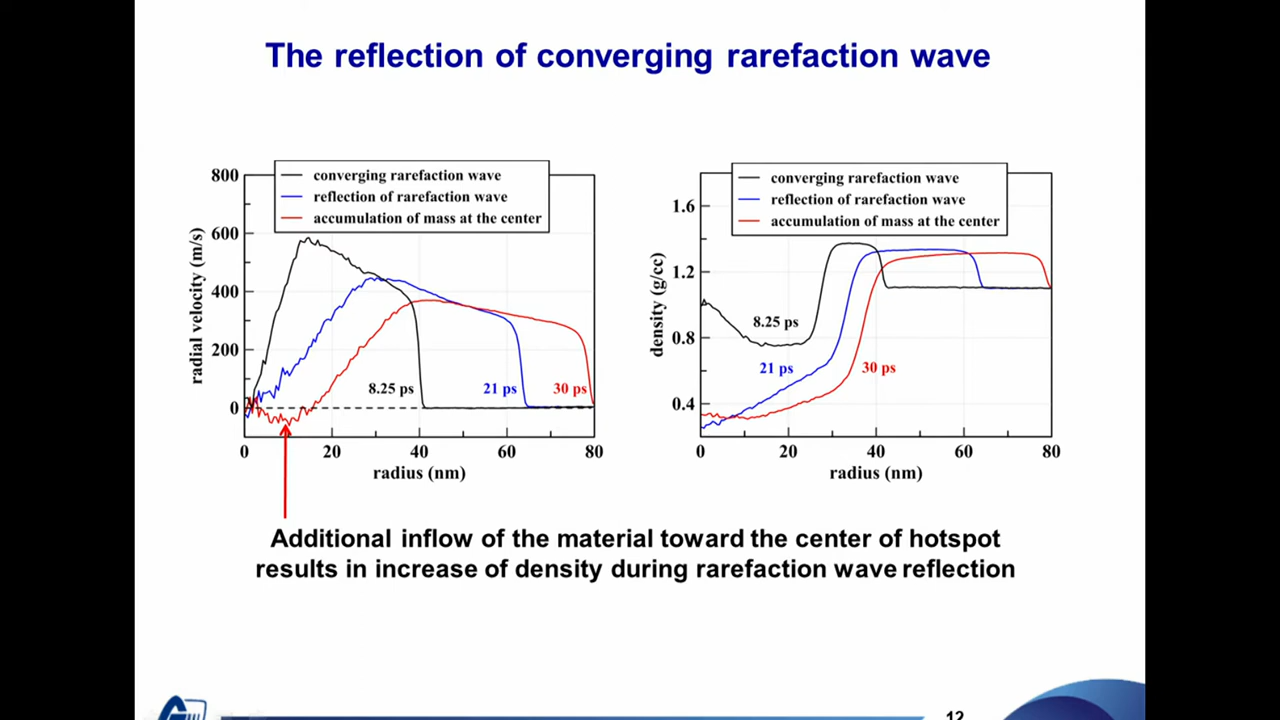 The reflection of converging rarefaction wave
converging rarefaction wave
reflection of rarefaction wave
accumulation of mass at the center
800
600
400
200
0
radial velocity (m/s)
8.25 ps
21 ps
30 ps
0
20
40
60
80
radius (nm)
converging rarefaction wave
reflection of rarefaction wave
accumulation of mass at the center
1.6
1.2
0.8
0.4
density (g/cc)
8.25 ps
21 ps
30 ps
0
20
40
60
80
radius (nm)
Additional inflow of the material toward the center of hotspot
results in increase of density during rarefaction wave reflection
12